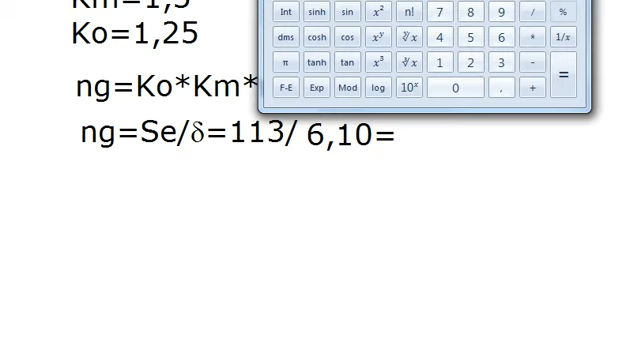 Km=1,5
Ko=1,25
ng=Ko*Km*
ng=Se/δ=113/ 6,10=
Int sinh sin x² n! 7 8 9 / %
dms cosh cos xʸ ʸ√x 4 5 6 * 1/x
π tanh tan x³ ³√x 1 2 3 - =
F-E Exp Mod log 10ˣ 0 , +